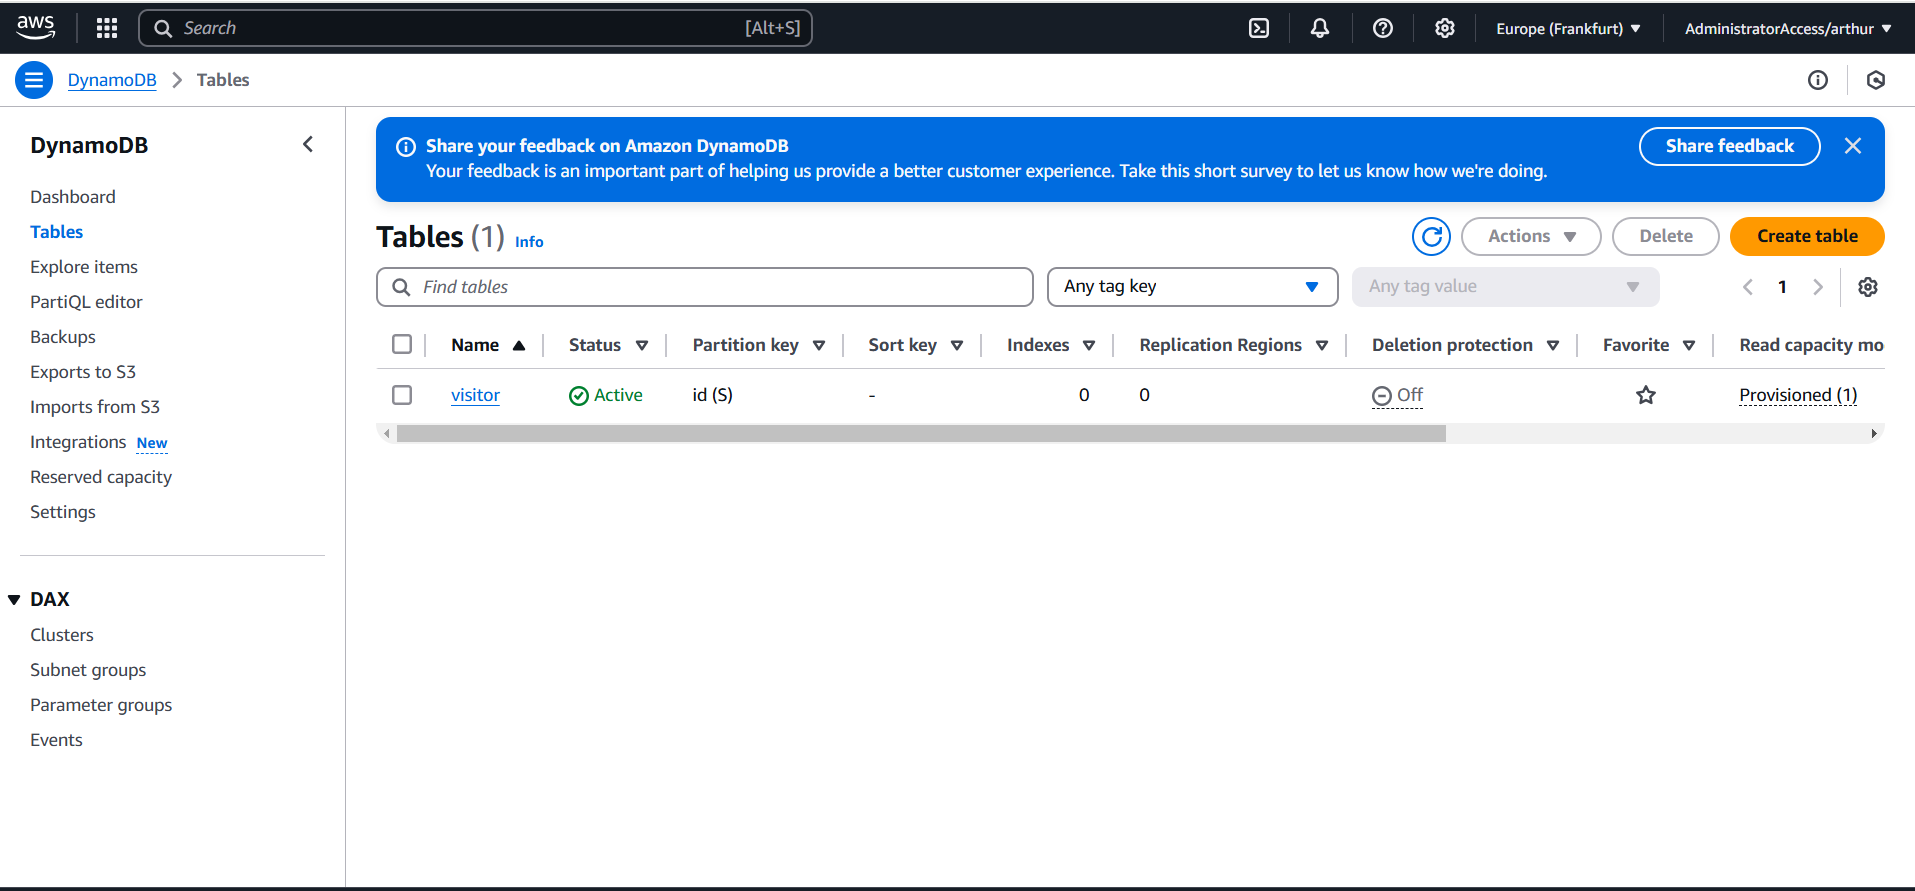 aws Search [Alt+S] Europe (Frankfurt) AdministratorAccess/arthur
DynamoDB Tables
DynamoDB
Dashboard
Tables
Explore items
PartiQL editor
Backups
Exports to S3
Imports from S3
Integrations New
Reserved capacity
Settings
DAX
Clusters
Subnet groups
Parameter groups
Events
Share your feedback on Amazon DynamoDB
Your feedback is an important part of helping us provide a better customer experience. Take this short survey to let us know how we're doing.
Share feedback
Tables (1) Info
Actions Delete Create table
Find tables Any tag key Any tag value 1
Name Status Partition key Sort key Indexes Replication Regions Deletion protection Favorite Read capacity mo
visitor Active id (S) - 0 0 Off Provisioned (1)